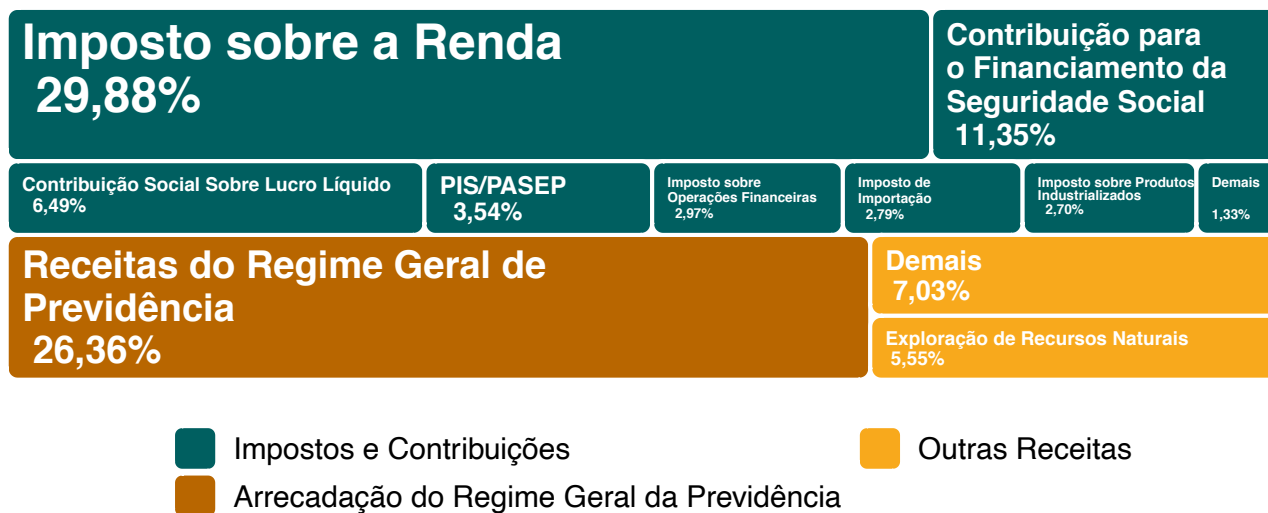 Imposto sobre a Renda
29,88%
Contribuição para
o Financiamento da
Seguridade Social
11,35%
Contribuição Social Sobre Lucro Líquido
6,49%
PIS/PASEP
3,54%
Imposto sobre
Operações Financeiras
2,97%
Imposto de
Importação
2,79%
Imposto sobre Produtos
Industrializados
2,70%
Demais
1,33%
Receitas do Regime Geral de
Previdência
26,36%
Demais
7,03%
Exploração de Recursos Naturais
5,55%
Impostos e Contribuições
Outras Receitas
Arrecadação do Regime Geral da Previdência